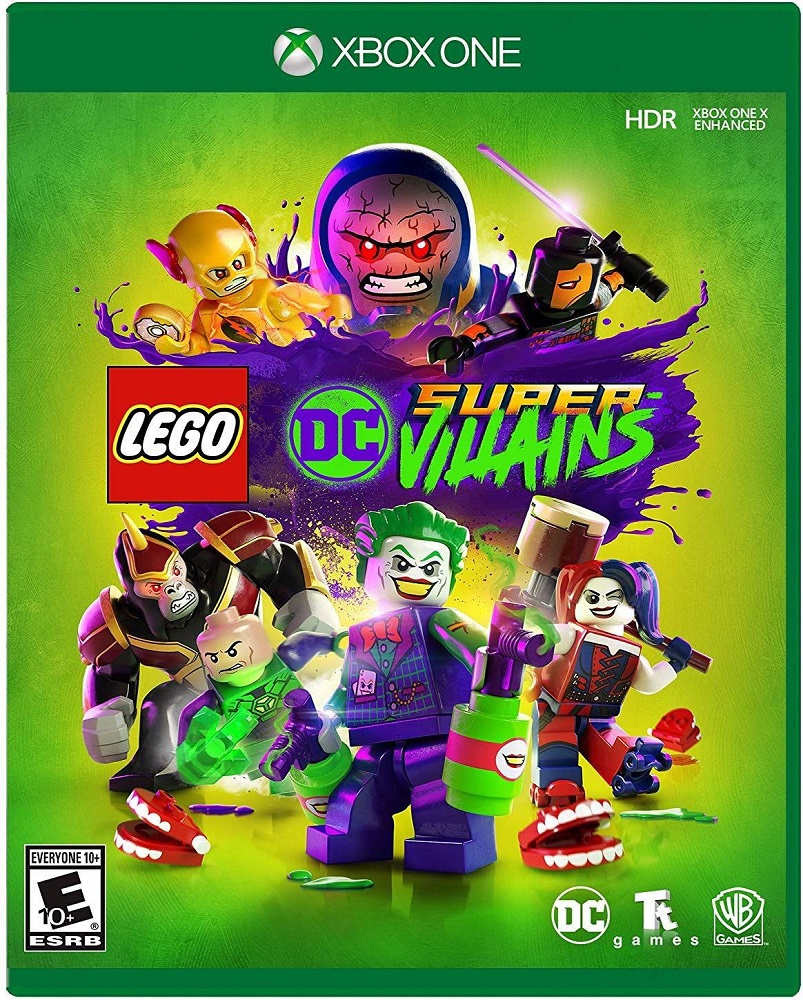 XBOX ONE
HDR
XBOX ONE X
ENHANCED
LEGO
DC
SUPER-
VILLAINS
EVERYONE 10+
E
10+
ESRB
DC
Tt
games
WB
GAMES